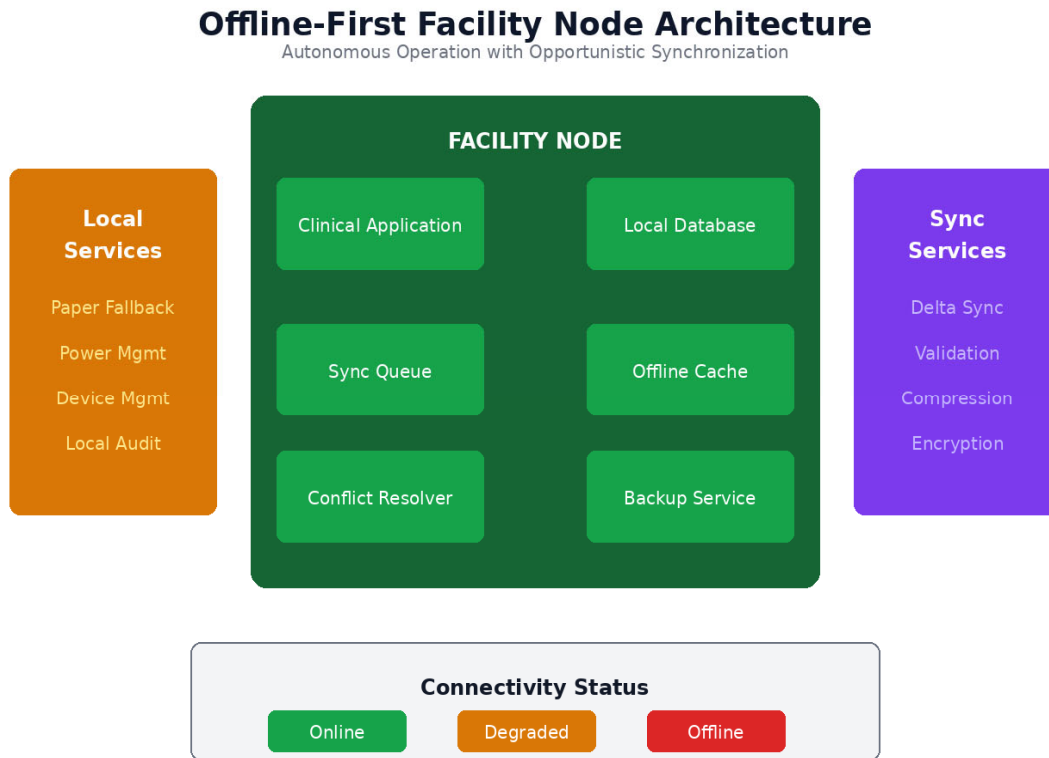 Offline-First Facility Node Architecture
Autonomous Operation with Opportunistic Synchronization
Local
Services
Paper Fallback
Power Mgmt
Device Mgmt
Local Audit
FACILITY NODE
Clinical Application
Local Database
Sync Queue
Offline Cache
Conflict Resolver
Backup Service
Sync
Services
Delta Sync
Validation
Compression
Encryption
Connectivity Status
Online
Degraded
Offline